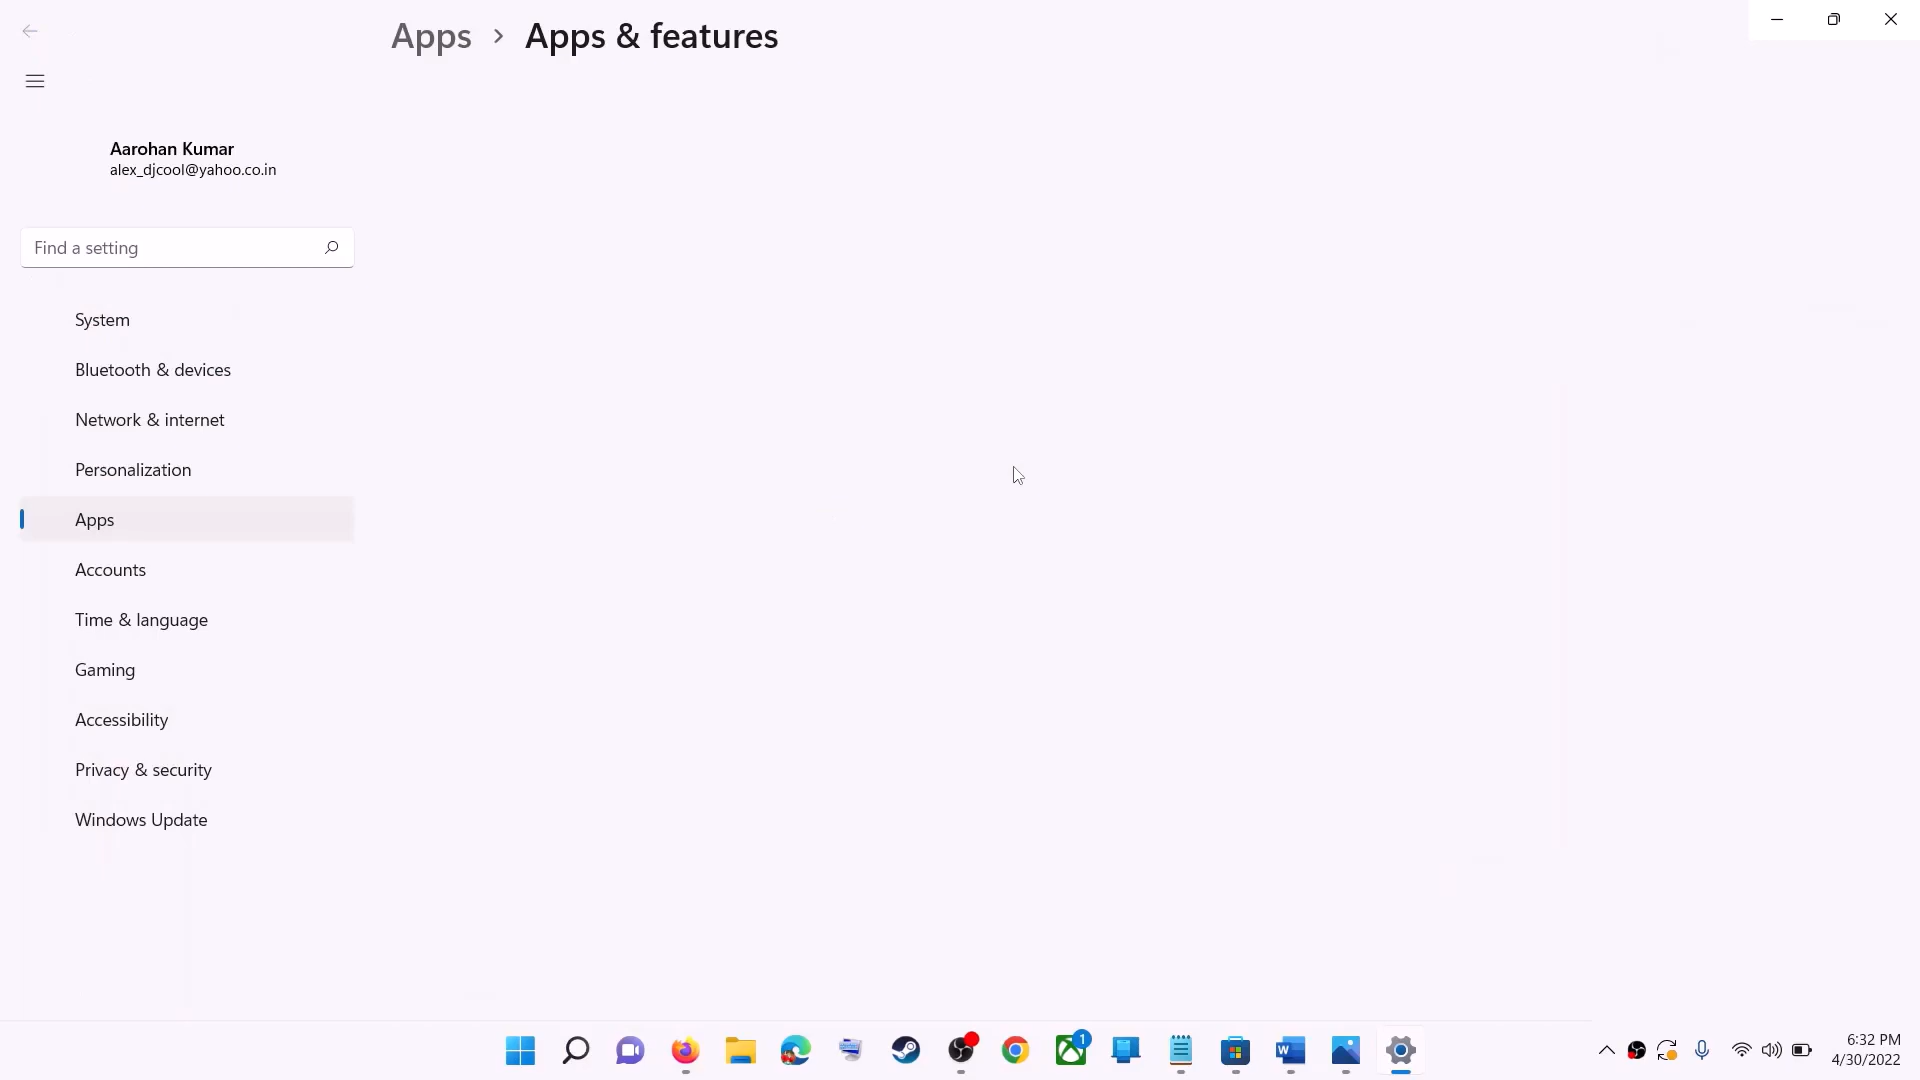 Apps > Apps & features
Aarohan Kumar
alex_djcool@yahoo.co.in
Find a setting
System
Bluetooth & devices
Network & internet
Personalization
Apps
Accounts
Time & language
Gaming
Accessibility
Privacy & security
Windows Update
1
W
6:32 PM
4/30/2022